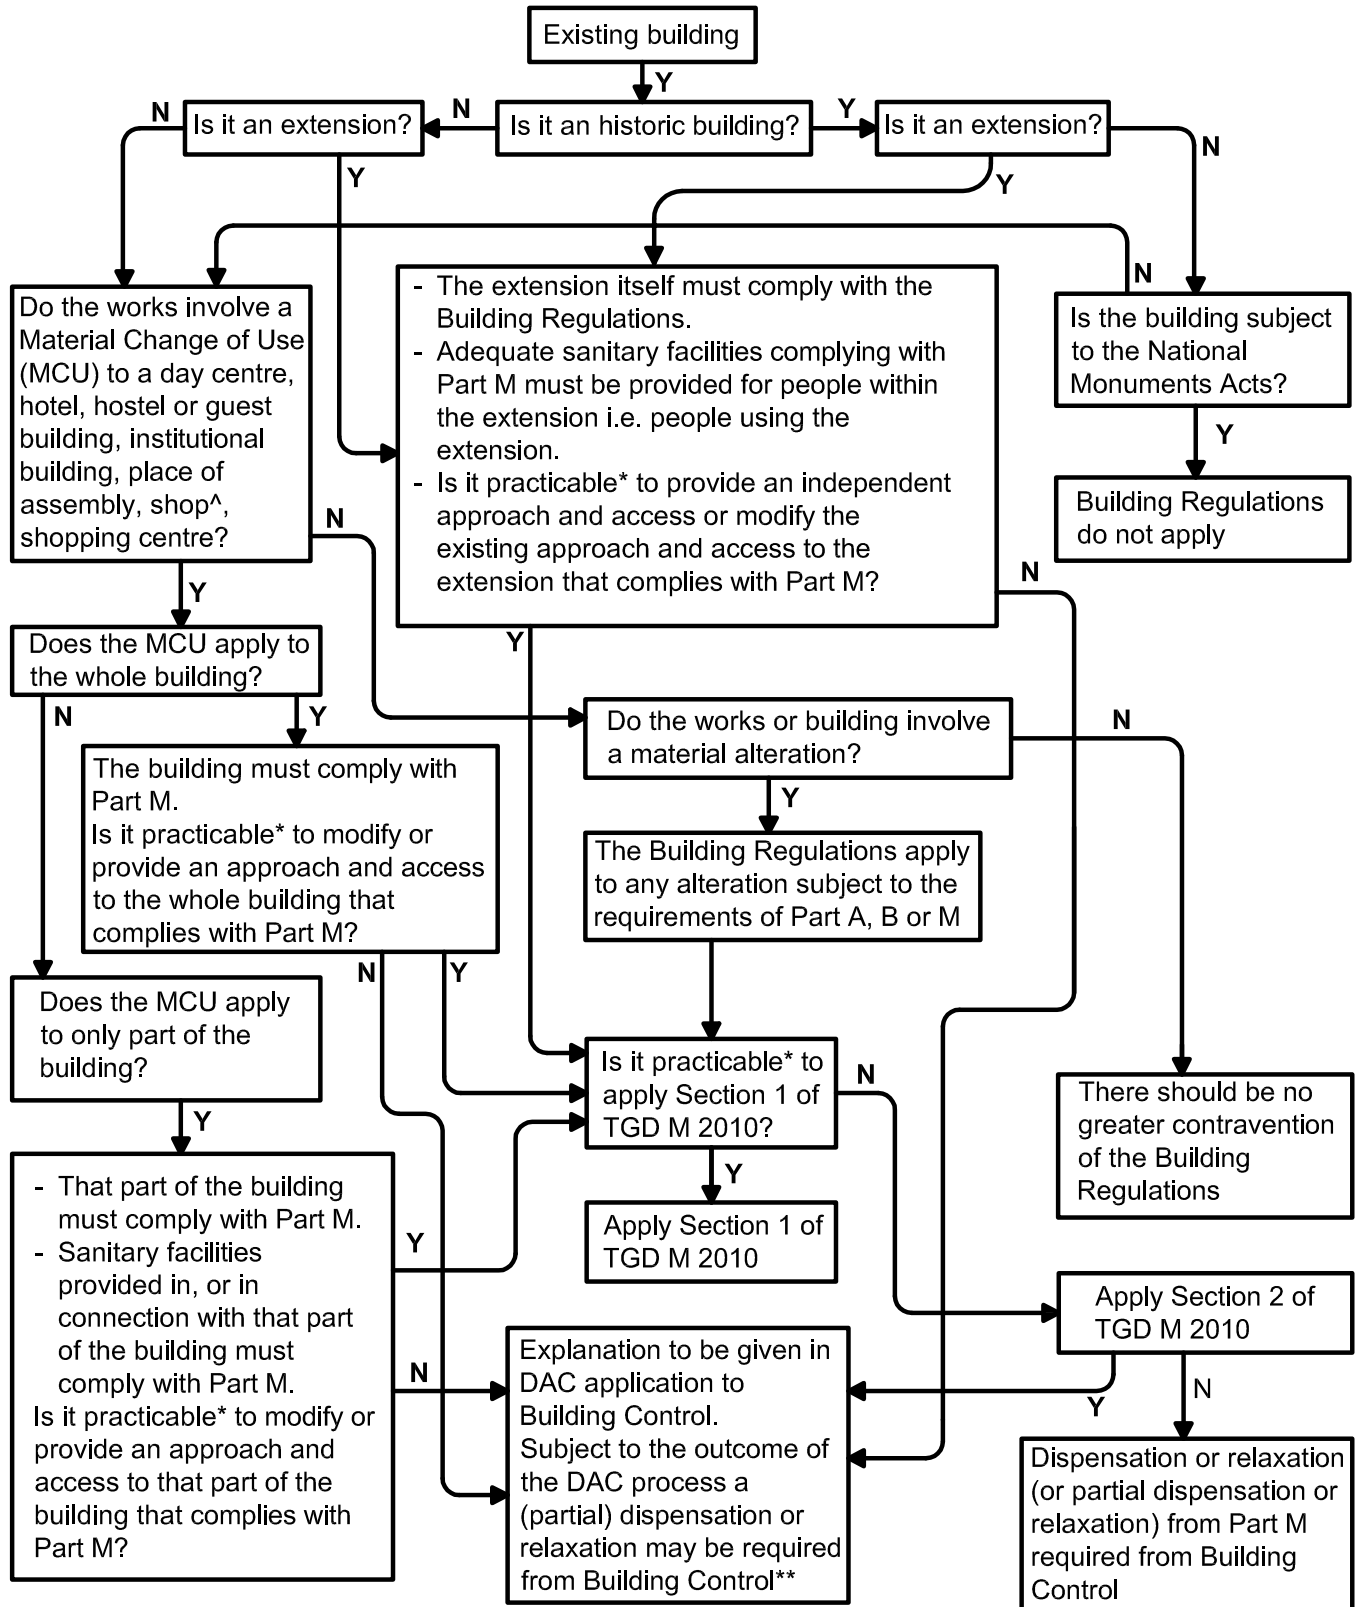 Existing building
Y
N
Is it an extension?
N
Is it an historic building?
Y
Is it an extension?
N
Y
Y
N
Do the works involve a
Material Change of Use
(MCU) to a day centre,
hotel, hostel or guest
building, institutional
building, place of
assembly, shop^,
shopping centre?
- The extension itself must comply with the
Building Regulations.
- Adequate sanitary facilities complying with
Part M must be provided for people within
the extension i.e. people using the
extension.
- Is it practicable* to provide an independent
approach and access or modify the
existing approach and access to the
extension that complies with Part M?
Is the building subject
to the National
Monuments Acts?
Y
Building Regulations
do not apply
N
N
Y
Y
Does the MCU apply to
the whole building?
N
Y
Do the works or building involve
a material alteration?
N
Y
The building must comply with
Part M.
Is it practicable* to modify or
provide an approach and access
to the whole building that
complies with Part M?
The Building Regulations apply
to any alteration subject to the
requirements of Part A, B or M
N
Y
Does the MCU apply
to only part of the
building?
Y
Is it practicable* to
apply Section 1 of
TGD M 2010?
N
Y
There should be no
greater contravention
of the Building
Regulations
- That part of the building
must comply with Part M.
- Sanitary facilities
provided in, or in
connection with that part
of the building must
comply with Part M.
Is it practicable* to modify or
provide an approach and
access to that part of the
building that complies with
Part M?
Y
N
Apply Section 1 of
TGD M 2010
Apply Section 2 of
TGD M 2010
Y
N
Explanation to be given in
DAC application to
Building Control.
Subject to the outcome of
the DAC process a
(partial) dispensation or
relaxation may be required
from Building Control**
Dispensation or relaxation
(or partial dispensation or
relaxation) from Part M
required from Building
Control